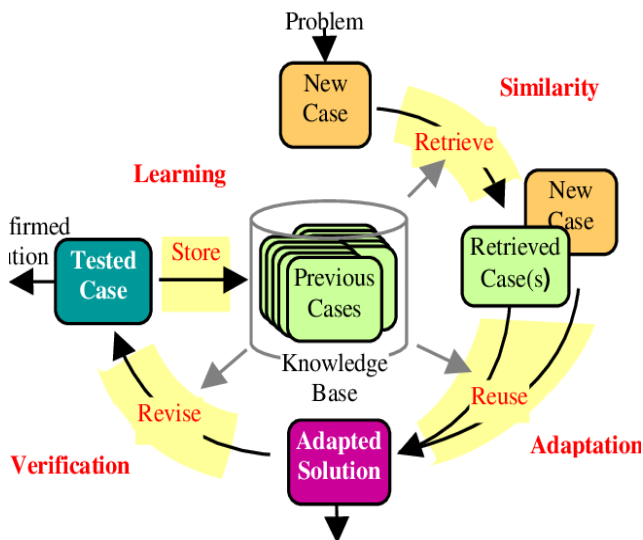 Problem
New
Case
Similarity
Retrieve
Learning
New
Case
firmed
ution
Tested
Case
Store
Previous
Cases
Retrieved
Case(s)
Knowledge
Base
Revise
Reuse
Adapted
Solution
Verification
Adaptation